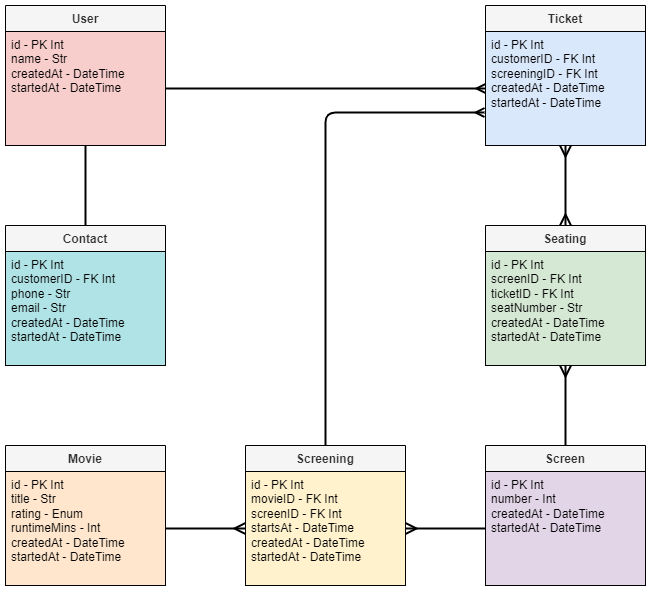 User
id - PK Int
name - Str
createdAt - DateTime
startedAt - DateTime
Ticket
id - PK Int
customerID - FK Int
screeningID - FK Int
createdAt - DateTime
startedAt - DateTime
Contact
id - PK Int
customerID - FK Int
phone - Str
email - Str
createdAt - DateTime
startedAt - DateTime
Seating
id - PK Int
screenID - FK Int
ticketID - FK Int
seatNumber - Str
createdAt - DateTime
startedAt - DateTime
Movie
id - PK Int
title - Str
rating - Enum
runtimeMins - Int
createdAt - DateTime
startedAt - DateTime
Screening
id - PK Int
movieID - FK Int
screenID - FK Int
startsAt - DateTime
createdAt - DateTime
startedAt - DateTime
Screen
id - PK Int
number - Int
createdAt - DateTime
startedAt - DateTime